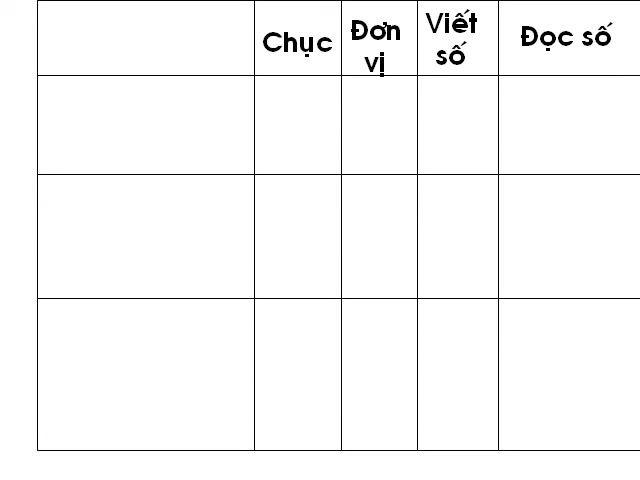 Chục
Đơn
vị
Viết
số
Đọc số